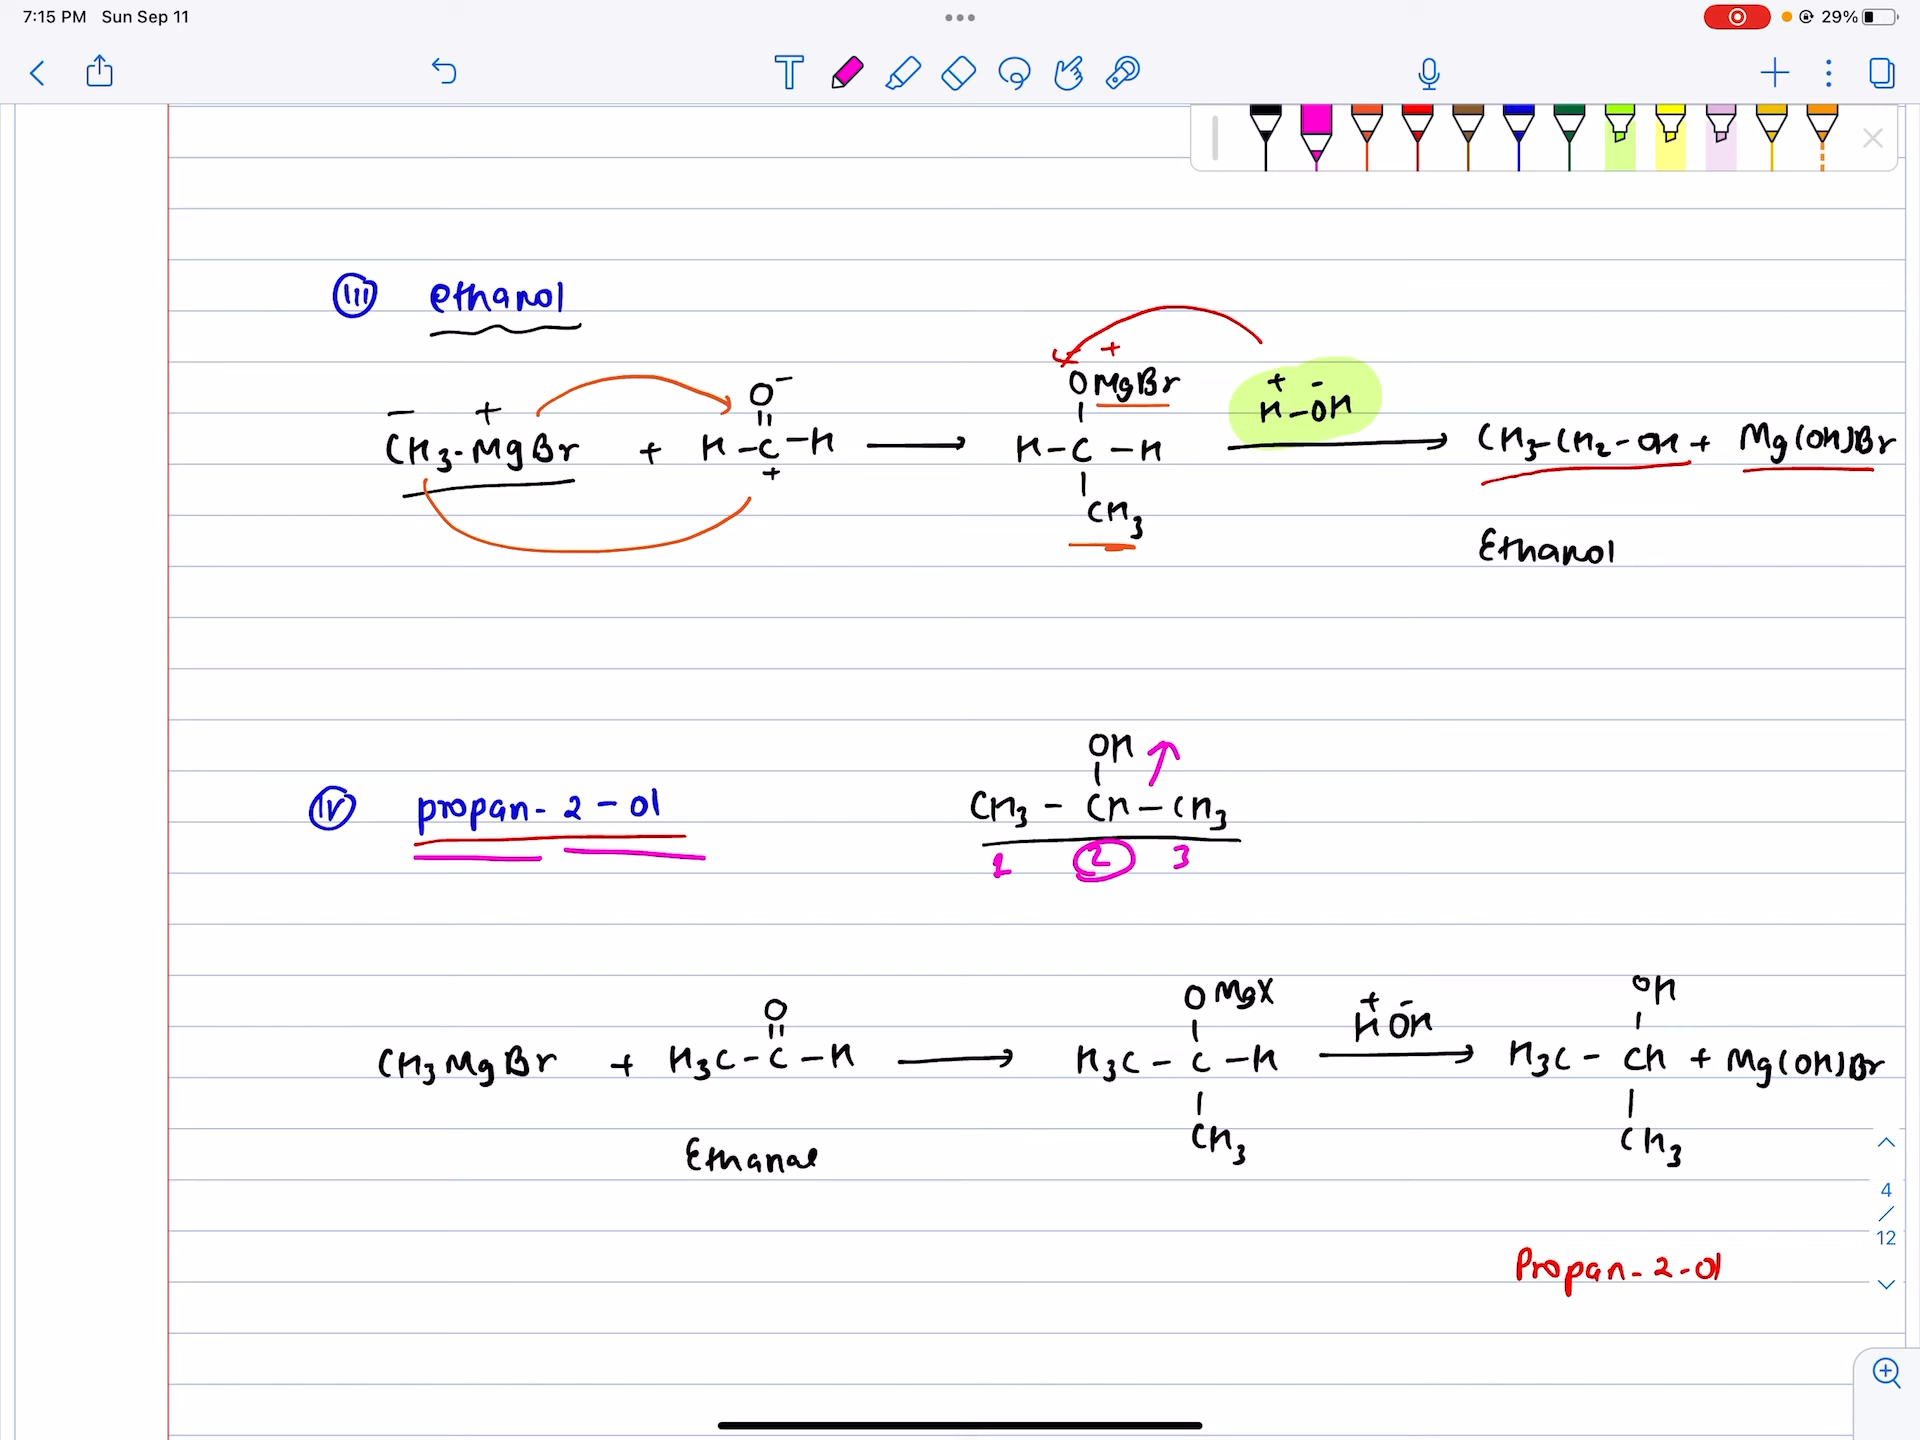 7:15 PM Sun Sep 11
29%
(iii) ethanol
− + CH3-MgBr + H-C-H ⟶ H-C-H ⟶ CH3-CH2-OH + Mg(OH)Br
O−
||
+
+
OMgBr
|
|
CH3
+ −
H-OH
Ethanol
OH
|
(iv) propan-2-ol CH3 - CH - CH3
1 2 3
O
||
OMgX
|
+ −
H OH
OH
|
CH3MgBr + H3C-C-H ⟶ H3C-C-H ⟶ H3C-CH + Mg(OH)Br
|
CH3
|
CH3
Ethanal
4
/
12
Propan-2-ol